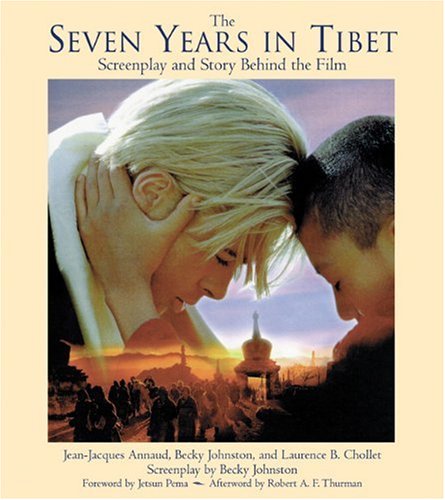 The
SEVEN YEARS IN TIBET
Screenplay and Story Behind the Film
Jean-Jacques Annaud, Becky Johnston, and Laurence B. Chollet
Screenplay by Becky Johnston
Foreword by Jetsun Pema ~ Afterword by Robert A. F. Thurman